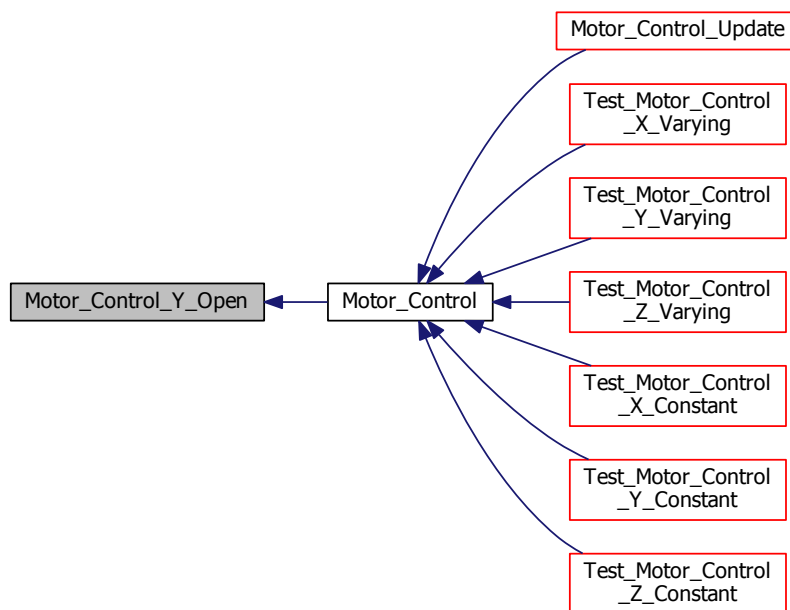 Motor_Control_Update
Test_Motor_Control
_X_Varying
Test_Motor_Control
_Y_Varying
Motor_Control_Y_Open
Motor_Control
Test_Motor_Control
_Z_Varying
Test_Motor_Control
_X_Constant
Test_Motor_Control
_Y_Constant
Test_Motor_Control
_Z_Constant